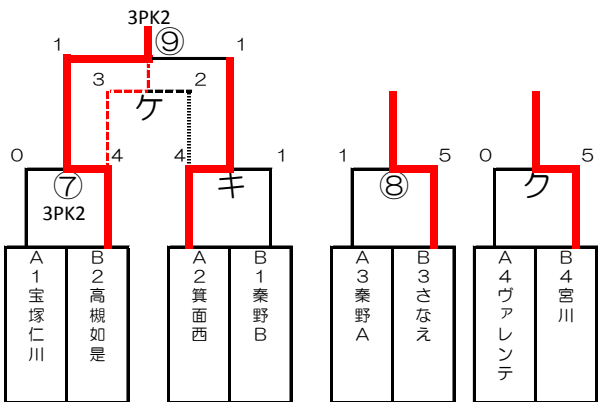 3PK2
1 ⑨ 1
3 2
ケ
0 4 4 1 1 5 0 5
⑦ キ ⑧ ク
3PK2
A1宝塚仁川
B2高槻如是
A2箕面西
B1秦野B
A3秦野A
B3さなえ
A4ヴァレンテ
B4宮川